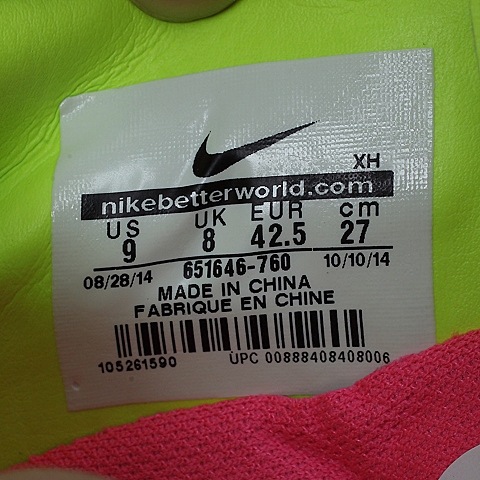 XH
nikebetterworld.com
US UK EUR cm
9 8 42.5 27
08/28/14 651646-760 10/10/14
MADE IN CHINA
FABRIQUE EN CHINE
105261590 UPC 00888408408006